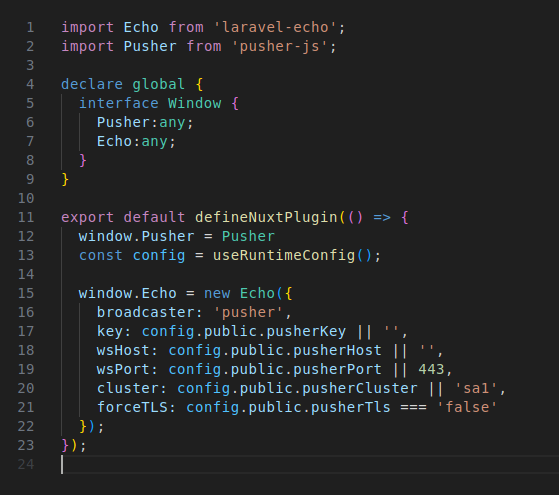 1 import Echo from 'laravel-echo';
2 import Pusher from 'pusher-js';
3
4 declare global {
5   interface Window {
6     Pusher:any;
7     Echo:any;
8   }
9 }
10
11 export default defineNuxtPlugin(() => {
12   window.Pusher = Pusher
13   const config = useRuntimeConfig();
14
15   window.Echo = new Echo({
16     broadcaster: 'pusher',
17     key: config.public.pusherKey || '',
18     wsHost: config.public.pusherHost || '',
19     wsPort: config.public.pusherPort || 443,
20     cluster: config.public.pusherCluster || 'sa1',
21     forceTLS: config.public.pusherTls === 'false'
22   });
23 });
24